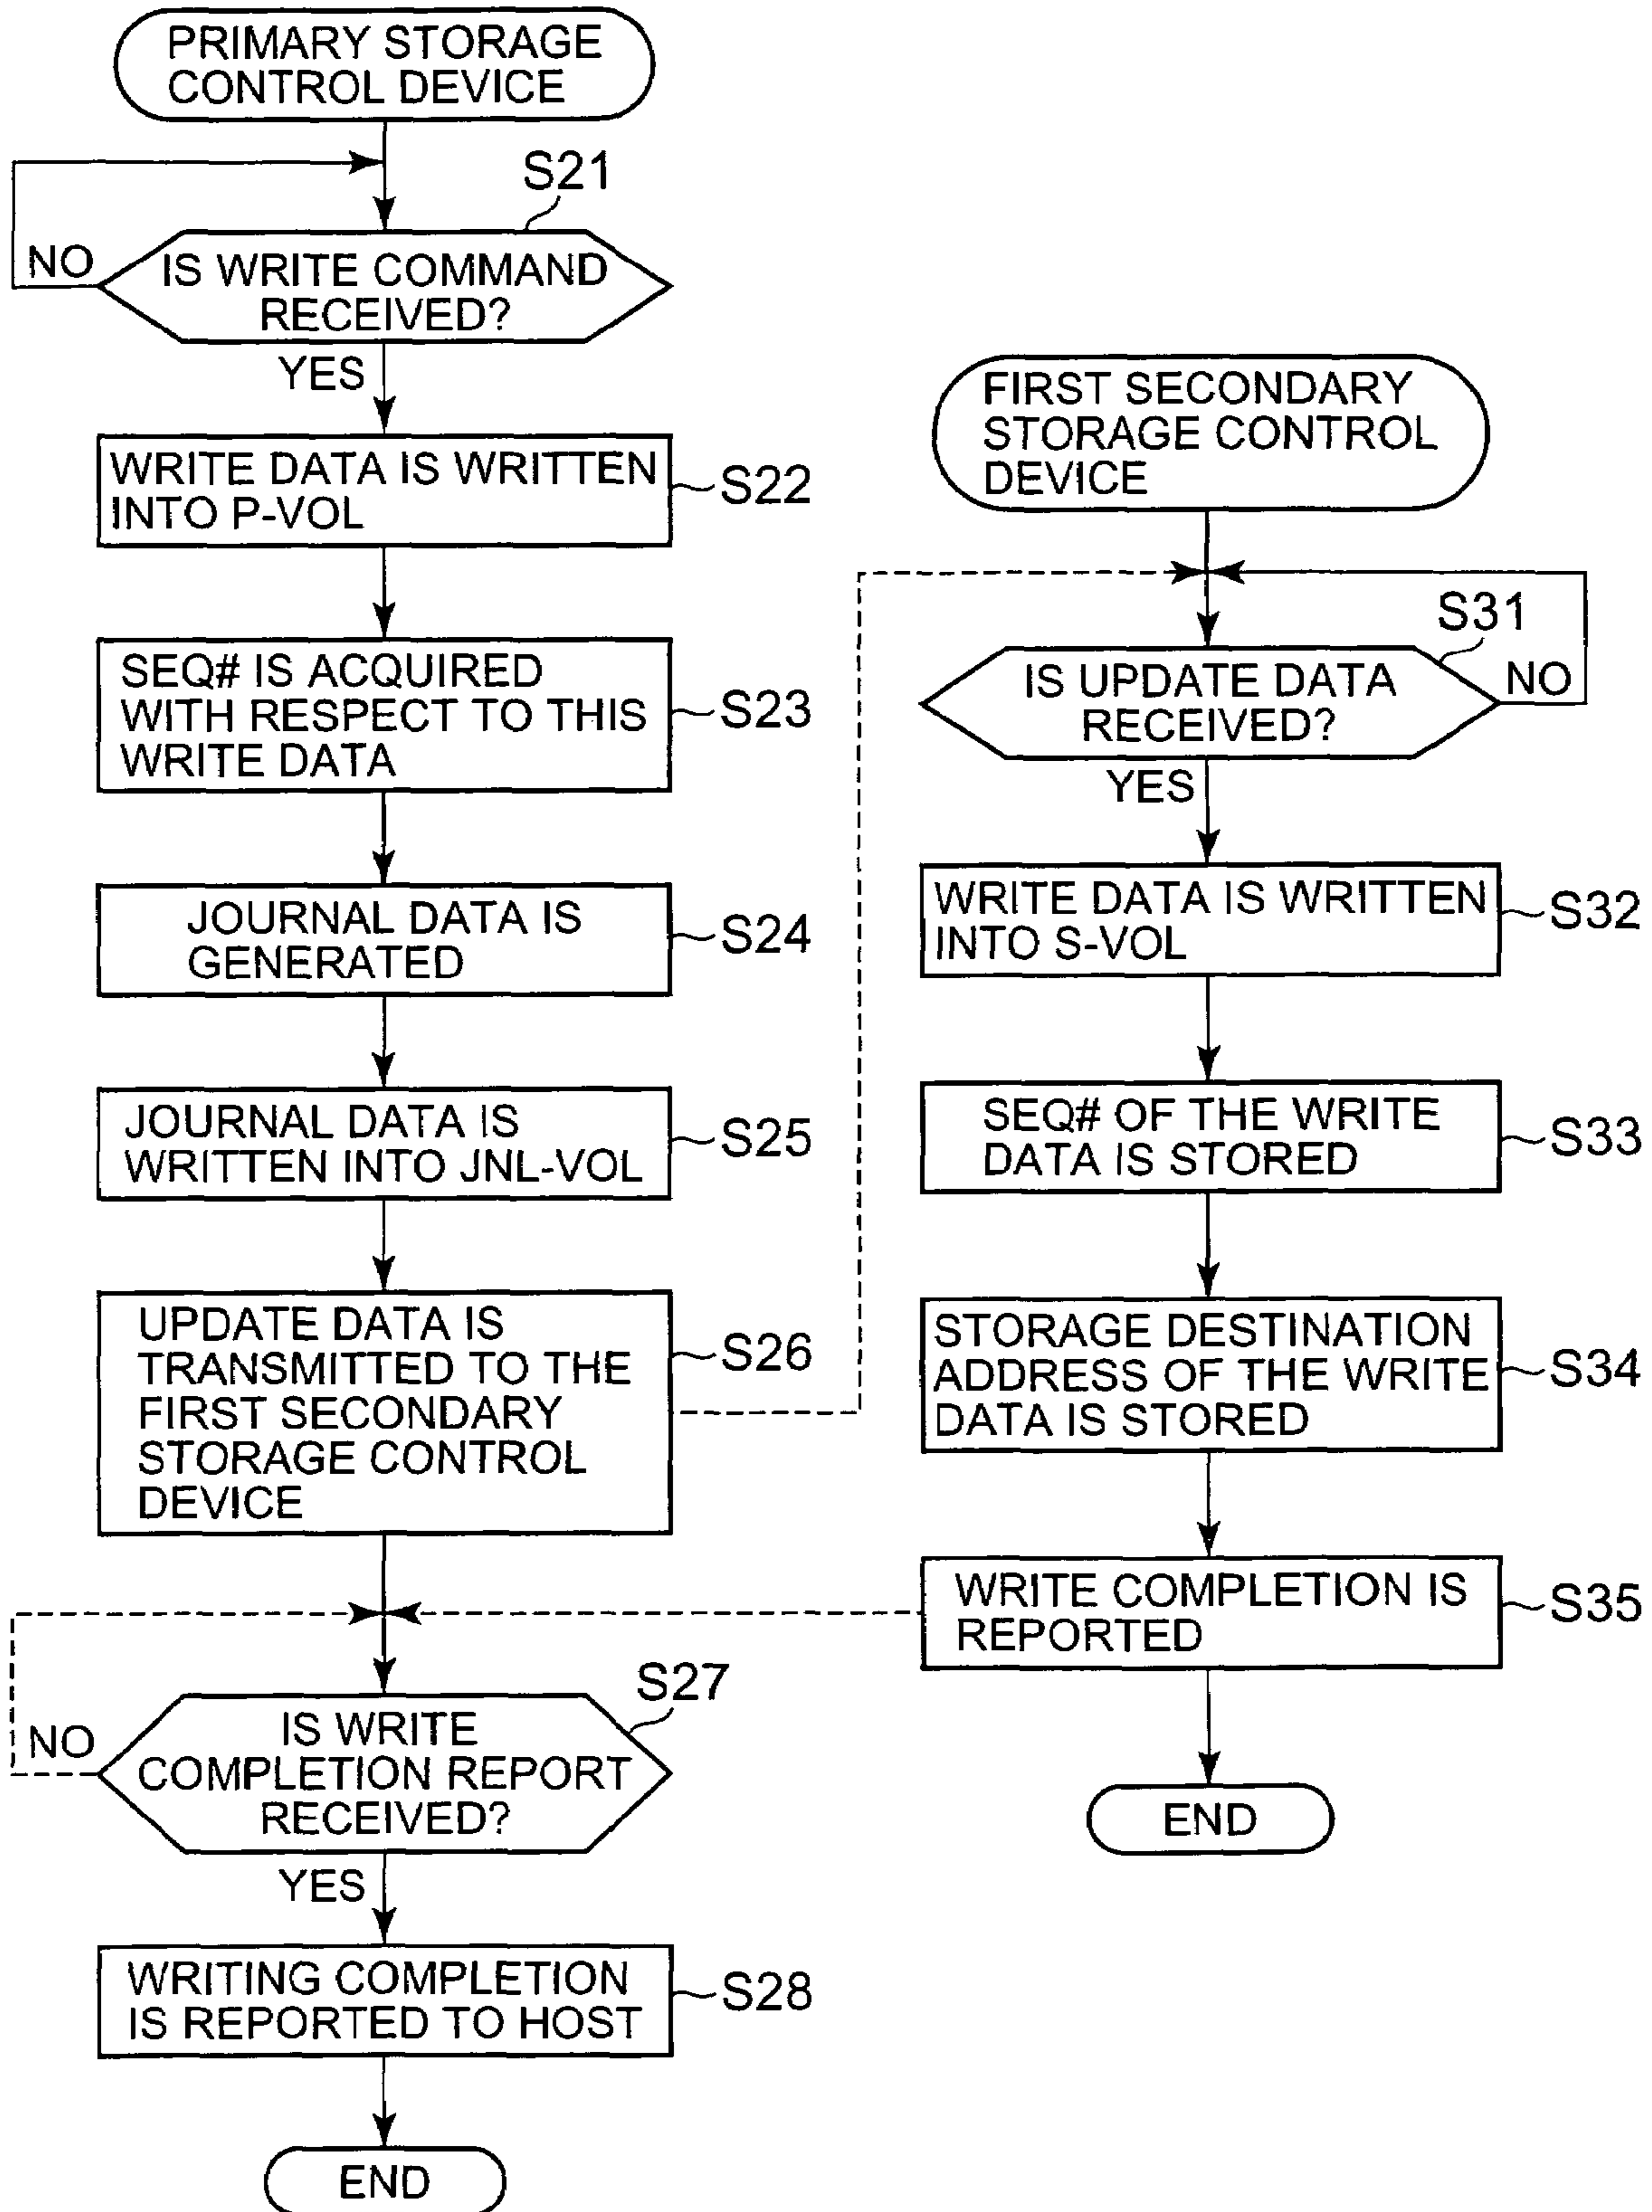 PRIMARY STORAGE
CONTROL DEVICE
S21
NO
IS WRITE COMMAND
RECEIVED?
YES
WRITE DATA IS WRITTEN
INTO P-VOL
S22
SEQ# IS ACQUIRED
WITH RESPECT TO THIS
WRITE DATA
S23
JOURNAL DATA IS
GENERATED
S24
JOURNAL DATA IS
WRITTEN INTO JNL-VOL
S25
UPDATE DATA IS
TRANSMITTED TO THE
FIRST SECONDARY
STORAGE CONTROL
DEVICE
S26
S27
NO
IS WRITE
COMPLETION REPORT
RECEIVED?
YES
WRITING COMPLETION
IS REPORTED TO HOST
S28
END
FIRST SECONDARY
STORAGE CONTROL
DEVICE
S31
IS UPDATE DATA
RECEIVED?
NO
YES
WRITE DATA IS WRITTEN
INTO S-VOL
S32
SEQ# OF THE WRITE
DATA IS STORED
S33
STORAGE DESTINATION
ADDRESS OF THE WRITE
DATA IS STORED
S34
WRITE COMPLETION IS
REPORTED
S35
END